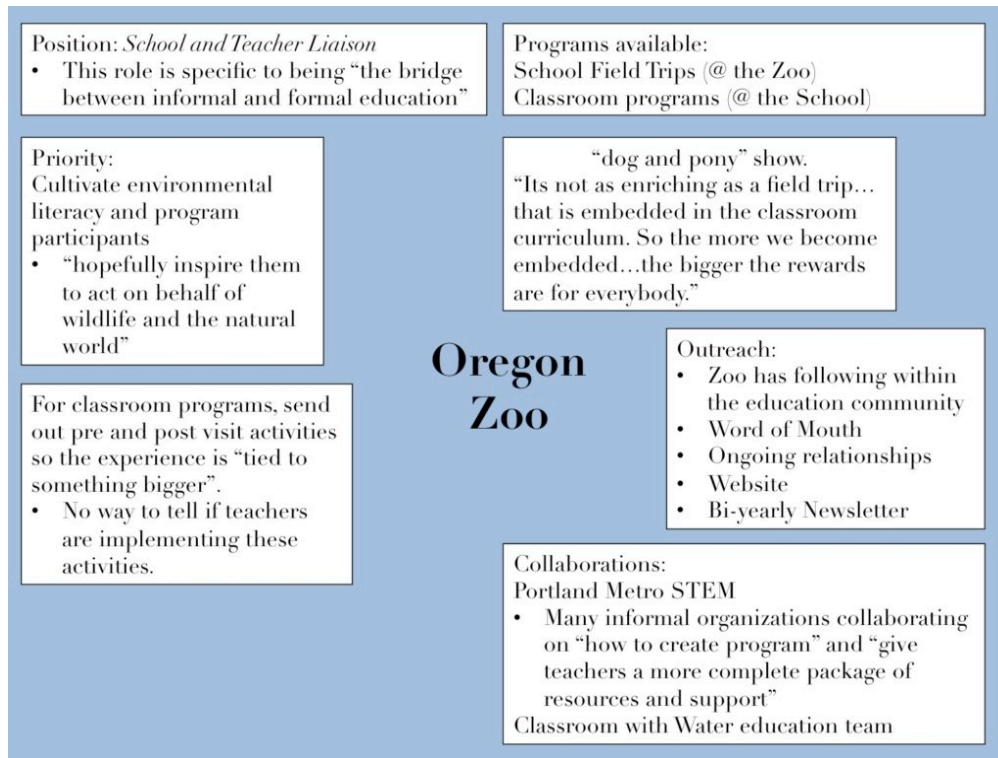 Position: School and Teacher Liaison
• This role is specific to being “the bridge
between informal and formal education”
Programs available:
School Field Trips (@ the Zoo)
Classroom programs (@ the School)
Priority:
Cultivate environmental
literacy and program
participants
• “hopefully inspire them
to act on behalf of
wildlife and the natural
world”
“dog and pony” show.
“Its not as enriching as a field trip…
that is embedded in the classroom
curriculum. So the more we become
embedded…the bigger the rewards
are for everybody.”
Oregon
Zoo
For classroom programs, send
out pre and post visit activities
so the experience is “tied to
something bigger”.
• No way to tell if teachers
are implementing these
activities.
Outreach:
• Zoo has following within
the education community
• Word of Mouth
• Ongoing relationships
• Website
• Bi-yearly Newsletter
Collaborations:
Portland Metro STEM
• Many informal organizations collaborating
on “how to create program” and “give
teachers a more complete package of
resources and support”
Classroom with Water education team